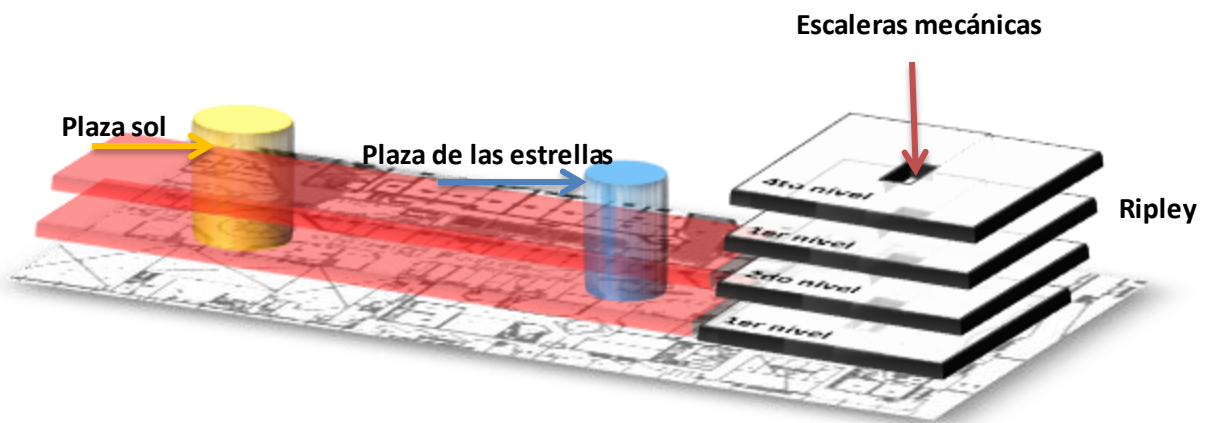 Escaleras mecánicas
Plaza sol
Plaza de las estrellas
Ripley
4to nivel
1er nivel
2do nivel
1er nivel